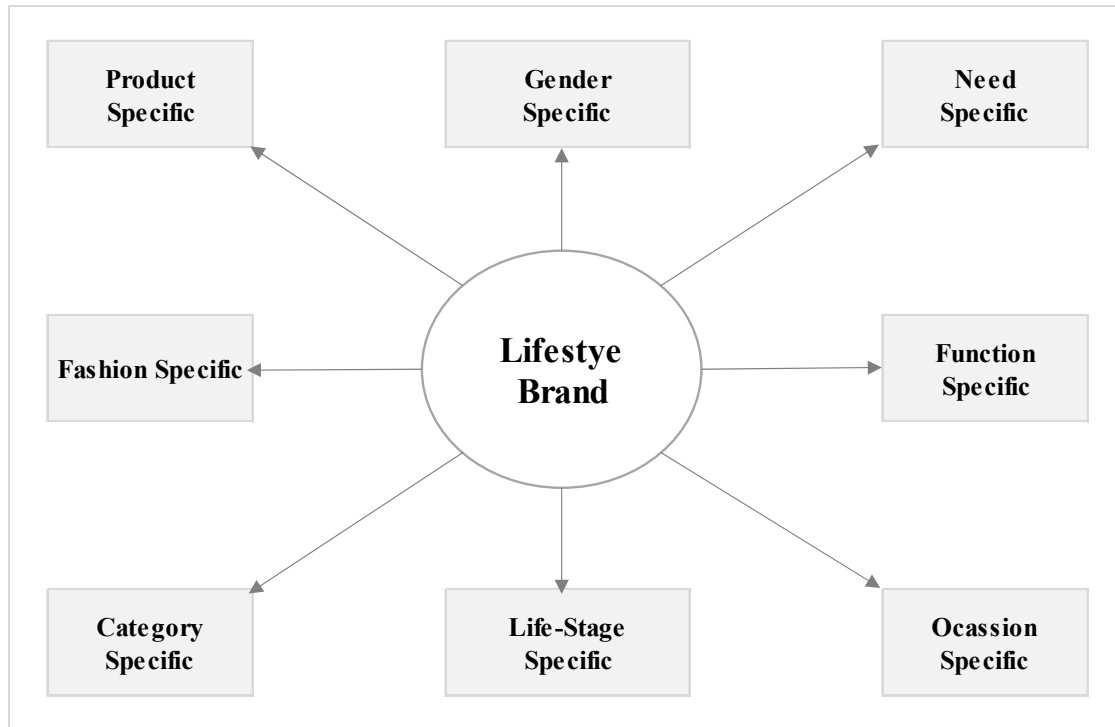 Product
Specific
Gender
Specific
Need
Specific
Fashion Specific
Lifestye
Brand
Function
Specific
Category
Specific
Life-Stage
Specific
Ocassion
Specific